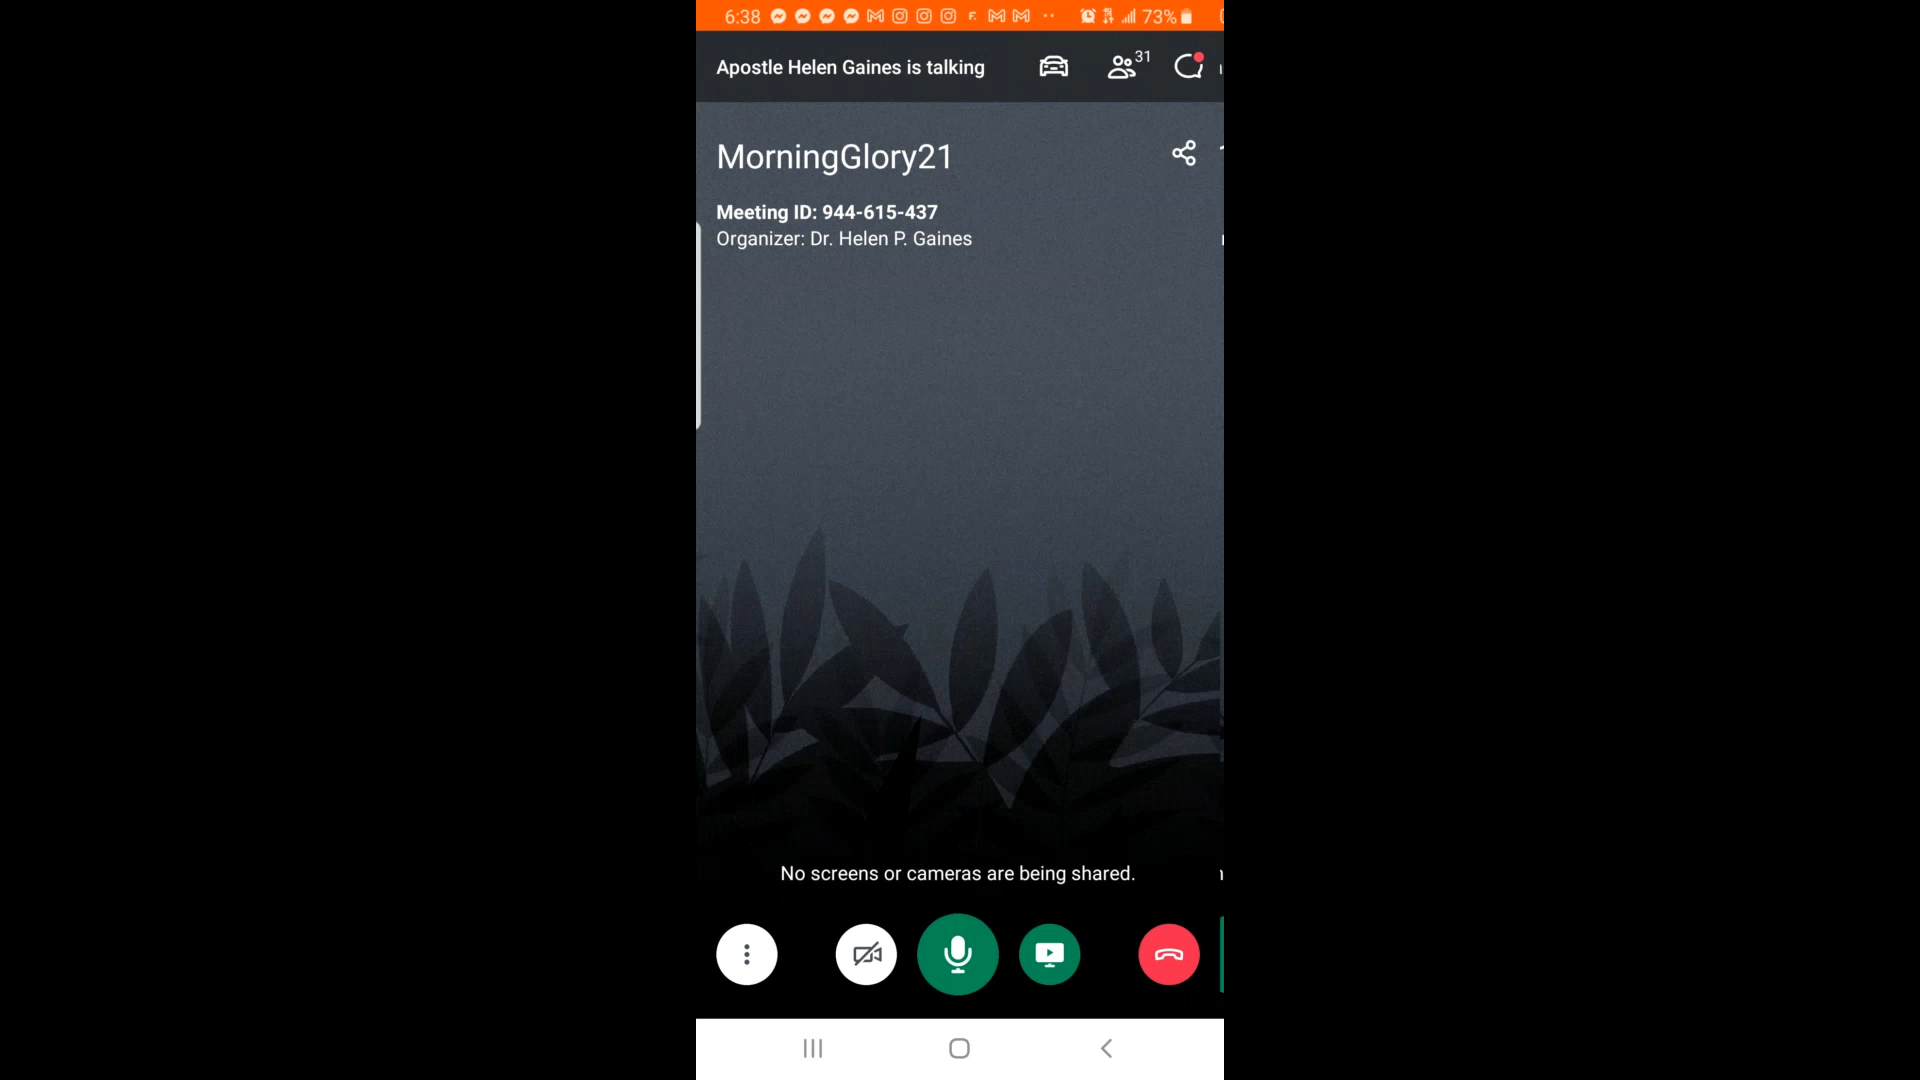 6:38 73%
Apostle Helen Gaines is talking 31
MorningGlory21
Meeting ID: 944-615-437
Organizer: Dr. Helen P. Gaines
No screens or cameras are being shared.